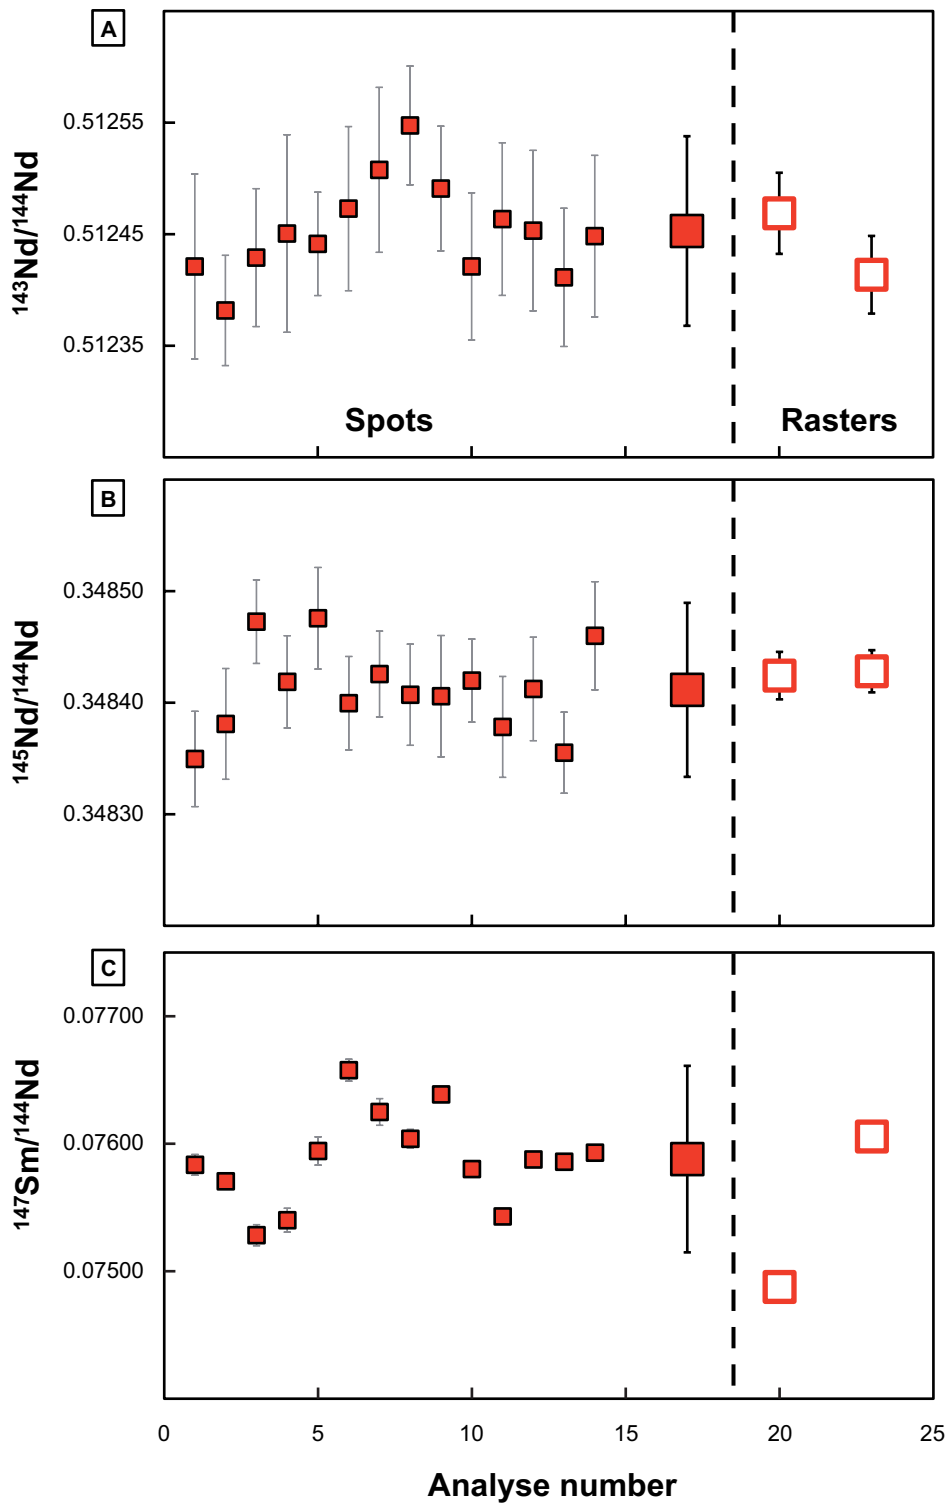 A
¹⁴³Nd/¹⁴⁴Nd
0.51255
0.51245
0.51235
Spots
Rasters
B
¹⁴⁵Nd/¹⁴⁴Nd
0.34850
0.34840
0.34830
C
¹⁴⁷Sm/¹⁴⁴Nd
0.07700
0.07600
0.07500
0 5 10 15 20 25
Analyse number